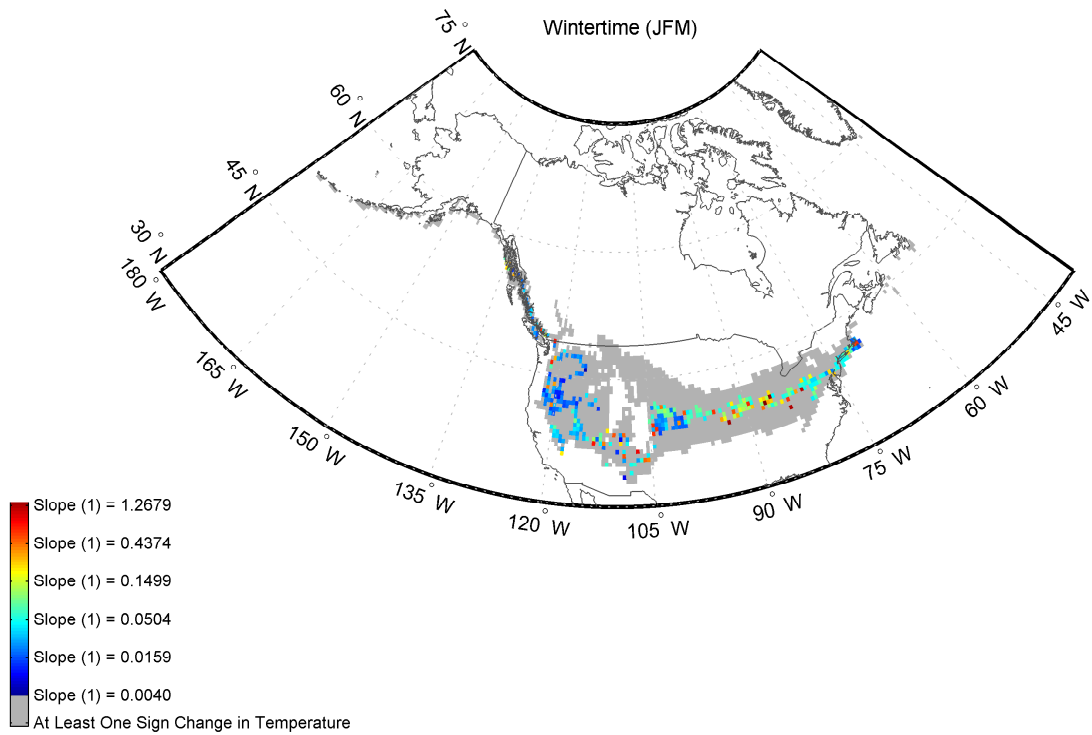 Wintertime (JFM)
75° N
60° N
45° N
30° N
180° W
165° W
150° W
135° W
120° W
105° W
90° W
75° W
60° W
45° W
Slope (1) = 1.2679
Slope (1) = 0.4374
Slope (1) = 0.1499
Slope (1) = 0.0504
Slope (1) = 0.0159
Slope (1) = 0.0040
At Least One Sign Change in Temperature